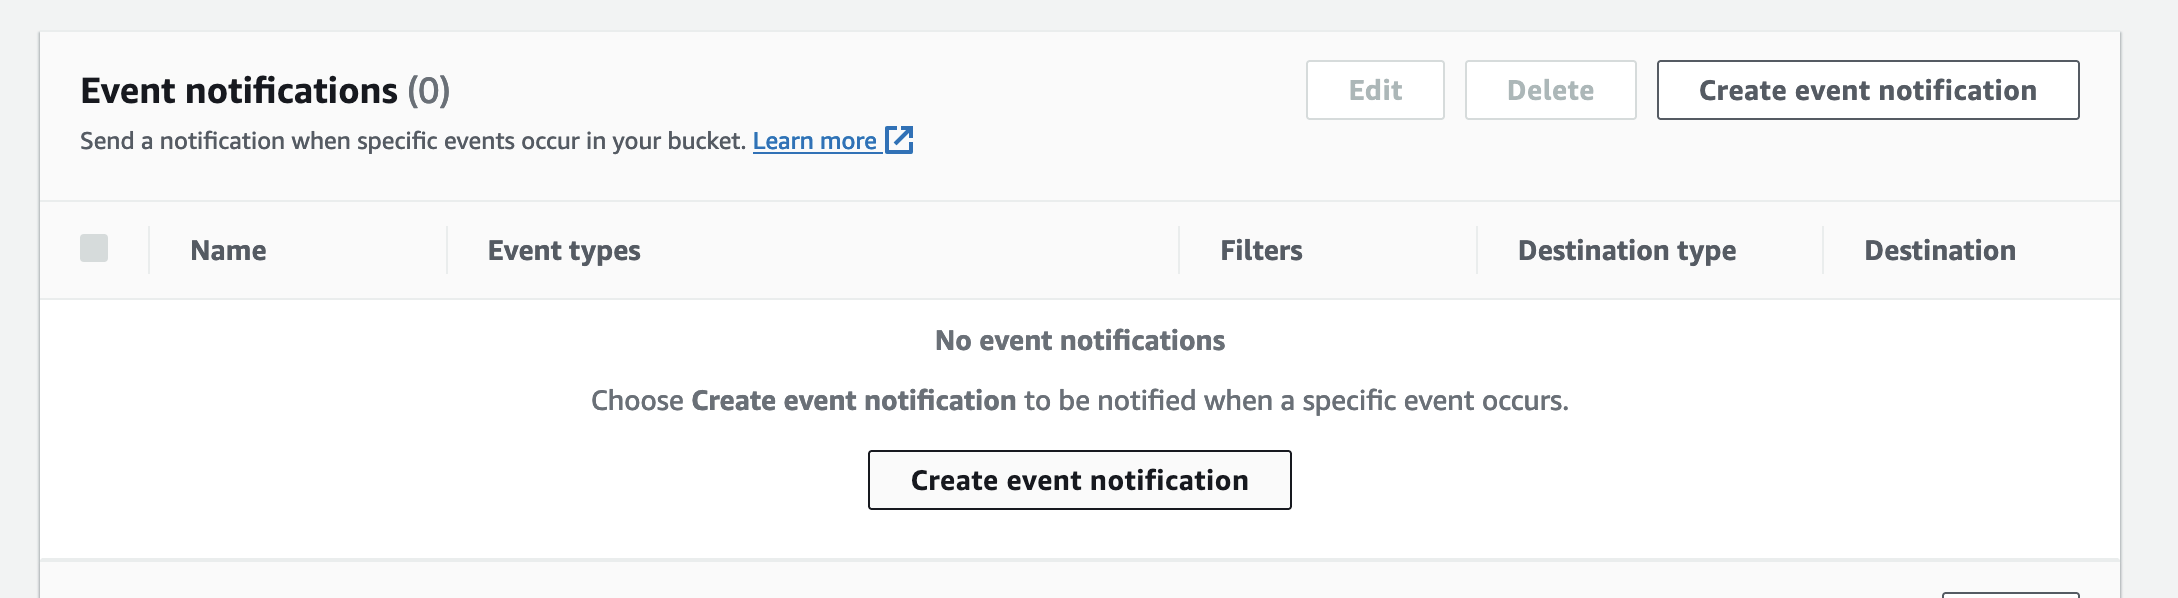 Event notifications (0)
Edit
Delete
Create event notification
Send a notification when specific events occur in your bucket. Learn more
Name
Event types
Filters
Destination type
Destination
No event notifications
Choose Create event notification to be notified when a specific event occurs.
Create event notification